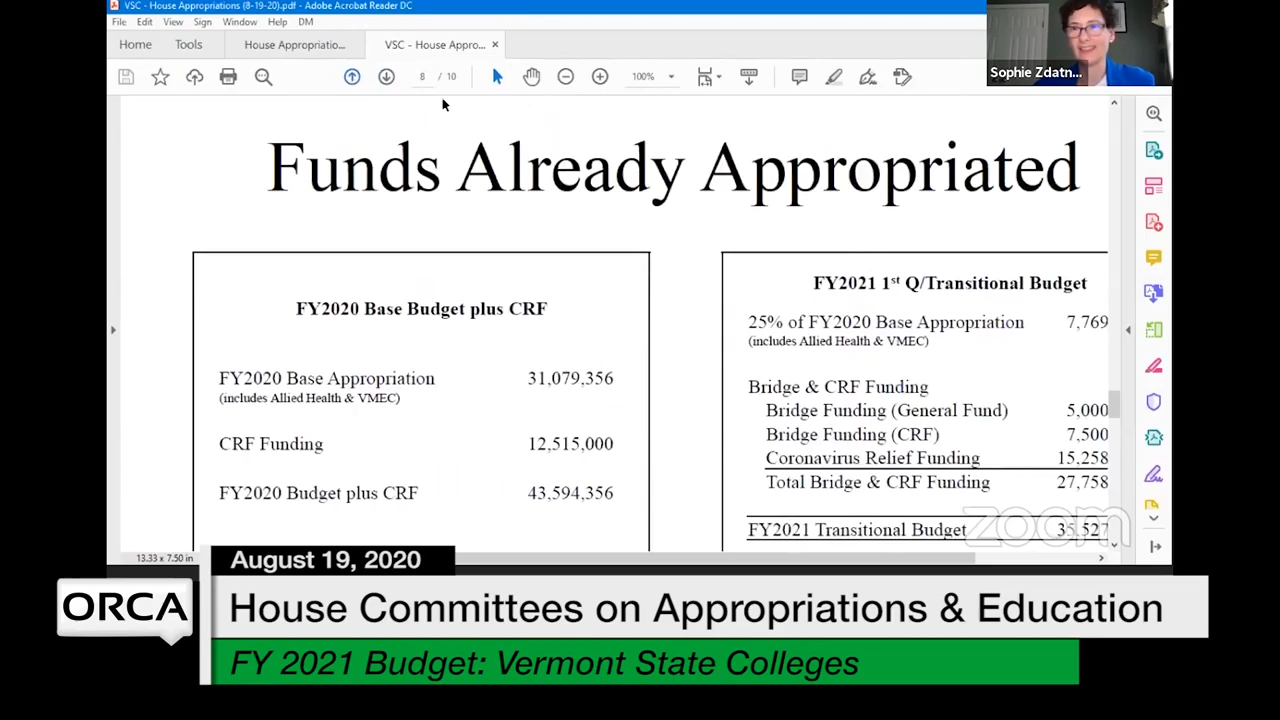 VSC - House Appropriations (8-19-20).pdf - Adobe Acrobat Reader DC
File Edit View Sign Window Help DM
Home Tools House Appropriatio... VSC - House Appro... ×
8 / 10 100%
Sophie Zdatn...
Funds Already Appropriated
FY2020 Base Budget plus CRF
FY2020 Base Appropriation 31,079,356
(includes Allied Health & VMEC)
CRF Funding 12,515,000
FY2020 Budget plus CRF 43,594,356
FY2021 1st Q/Transitional Budget
25% of FY2020 Base Appropriation 7,769
(includes Allied Health & VMEC)
Bridge & CRF Funding
Bridge Funding (General Fund) 5,000
Bridge Funding (CRF) 7,500
Coronavirus Relief Funding 15,258
Total Bridge & CRF Funding 27,758
FY2021 Transitional Budget 35,527
zoom
13.33 x 7.50 in
August 19, 2020
ORCA
House Committees on Appropriations & Education
FY 2021 Budget: Vermont State Colleges